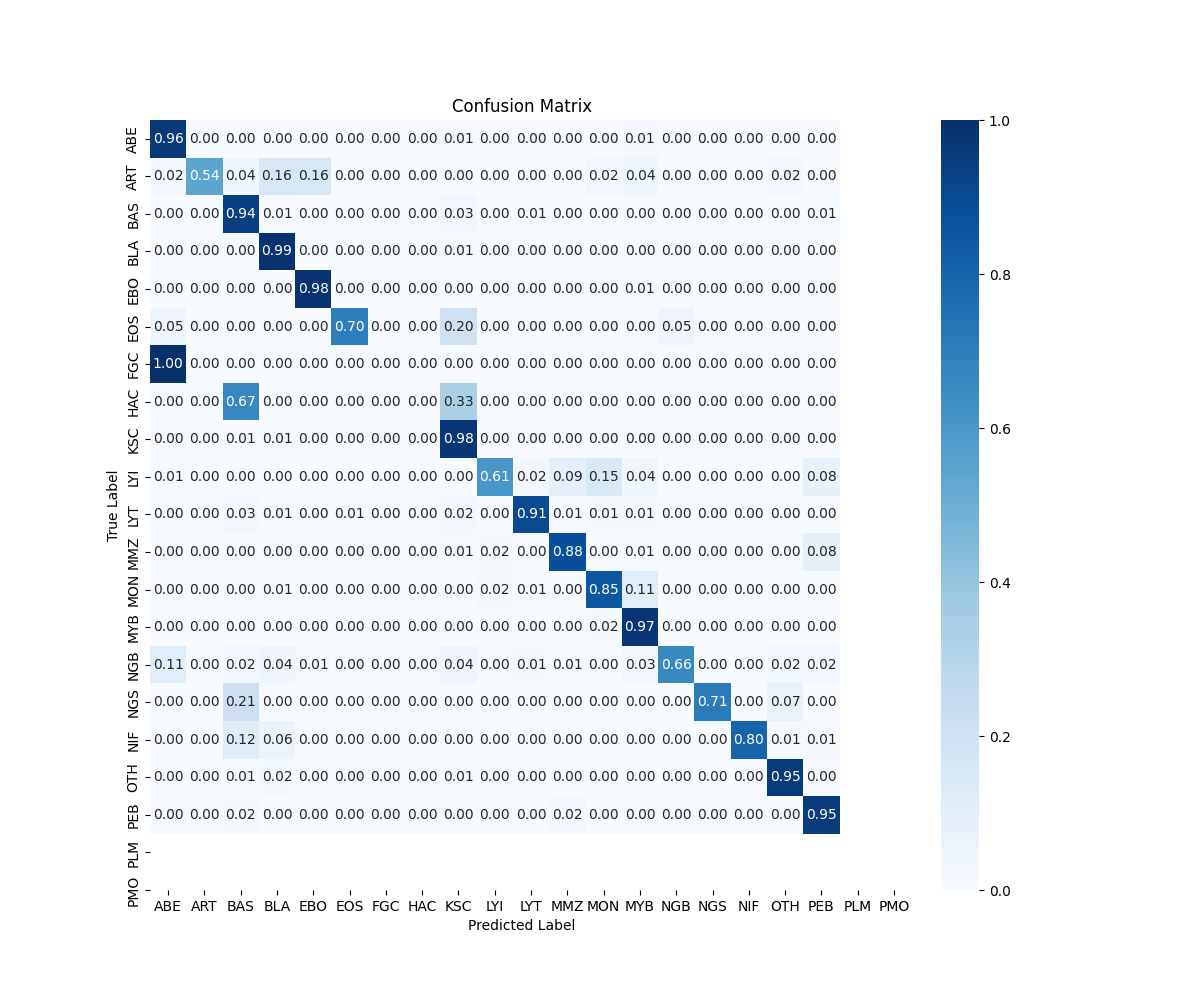 Confusion Matrix
ABE 0.96 0.00 0.00 0.00 0.00 0.00 0.00 0.00 0.01 0.00 0.00 0.00 0.00 0.01 0.00 0.00 0.00 0.00 0.00
ART 0.02 0.54 0.04 0.16 0.16 0.00 0.00 0.00 0.00 0.00 0.00 0.00 0.02 0.04 0.00 0.00 0.00 0.02 0.00
BAS 0.00 0.00 0.94 0.01 0.00 0.00 0.00 0.00 0.03 0.00 0.01 0.00 0.00 0.00 0.00 0.00 0.00 0.00 0.01
BLA 0.00 0.00 0.00 0.99 0.00 0.00 0.00 0.00 0.01 0.00 0.00 0.00 0.00 0.00 0.00 0.00 0.00 0.00 0.00
EBO 0.00 0.00 0.00 0.00 0.98 0.00 0.00 0.00 0.00 0.00 0.00 0.00 0.00 0.01 0.00 0.00 0.00 0.00 0.00
EOS 0.05 0.00 0.00 0.00 0.00 0.70 0.00 0.00 0.20 0.00 0.00 0.00 0.00 0.00 0.05 0.00 0.00 0.00 0.00
FGC 1.00 0.00 0.00 0.00 0.00 0.00 0.00 0.00 0.00 0.00 0.00 0.00 0.00 0.00 0.00 0.00 0.00 0.00 0.00
HAC 0.00 0.00 0.67 0.00 0.00 0.00 0.00 0.00 0.33 0.00 0.00 0.00 0.00 0.00 0.00 0.00 0.00 0.00 0.00
KSC 0.00 0.00 0.01 0.01 0.00 0.00 0.00 0.00 0.98 0.00 0.00 0.00 0.00 0.00 0.00 0.00 0.00 0.00 0.00
LYI 0.01 0.00 0.00 0.00 0.00 0.00 0.00 0.00 0.00 0.61 0.02 0.09 0.15 0.04 0.00 0.00 0.00 0.00 0.08
LYT 0.00 0.00 0.03 0.01 0.00 0.01 0.00 0.00 0.02 0.00 0.91 0.01 0.01 0.01 0.00 0.00 0.00 0.00 0.00
MMZ 0.00 0.00 0.00 0.00 0.00 0.00 0.00 0.00 0.01 0.02 0.00 0.88 0.00 0.01 0.00 0.00 0.00 0.00 0.08
MON 0.00 0.00 0.00 0.01 0.00 0.00 0.00 0.00 0.00 0.02 0.01 0.00 0.85 0.11 0.00 0.00 0.00 0.00 0.00
MYB 0.00 0.00 0.00 0.00 0.00 0.00 0.00 0.00 0.00 0.00 0.00 0.00 0.02 0.97 0.00 0.00 0.00 0.00 0.00
NGB 0.11 0.00 0.02 0.04 0.01 0.00 0.00 0.00 0.04 0.00 0.01 0.01 0.00 0.03 0.66 0.00 0.00 0.02 0.02
NGS 0.00 0.00 0.21 0.00 0.00 0.00 0.00 0.00 0.00 0.00 0.00 0.00 0.00 0.00 0.00 0.71 0.00 0.07 0.00
NIF 0.00 0.00 0.12 0.06 0.00 0.00 0.00 0.00 0.00 0.00 0.00 0.00 0.00 0.00 0.00 0.00 0.80 0.01 0.01
OTH 0.00 0.00 0.01 0.02 0.00 0.00 0.00 0.00 0.01 0.00 0.00 0.00 0.00 0.00 0.00 0.00 0.00 0.95 0.00
PEB 0.00 0.00 0.02 0.00 0.00 0.00 0.00 0.00 0.00 0.00 0.00 0.02 0.00 0.00 0.00 0.00 0.00 0.00 0.95
PLM
PMO
True Label
ABE ART BAS BLA EBO EOS FGC HAC KSC LYI LYT MMZ MON MYB NGB NGS NIF OTH PEB PLM PMO
Predicted Label
1.0
0.8
0.6
0.4
0.2
0.0